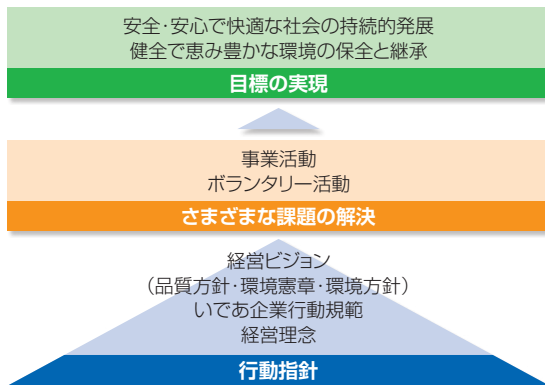 安全・安心で快適な社会の持続的発展
健全で恵み豊かな環境の保全と継承
目標の実現
事業活動
ボランタリー活動
さまざまな課題の解決
経営ビジョン
（品質方針・環境憲章・環境方針）
いであ企業行動規範
経営理念
行動指針